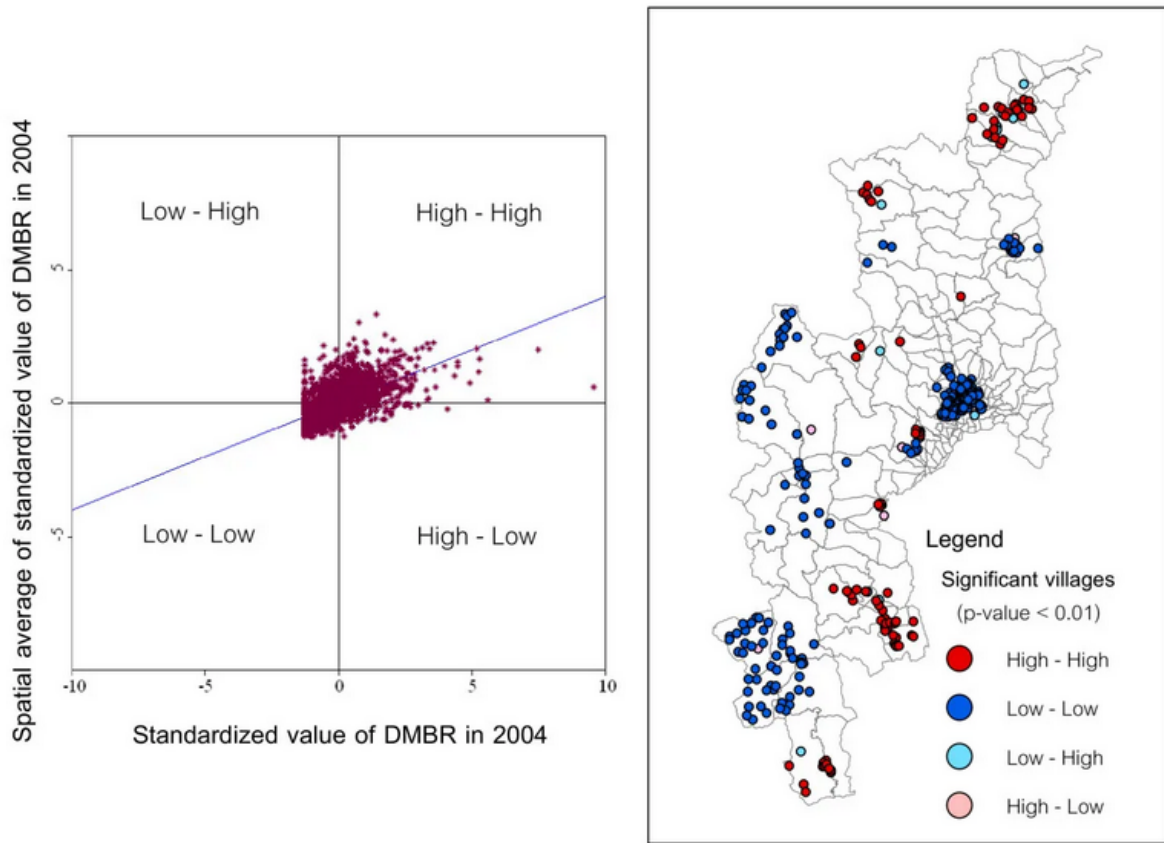 Spatial average of standardized value of DMBR in 2004
Low - High
High - High
5
0
-5
Low - Low
High - Low
-10
-5
0
5
10
Standardized value of DMBR in 2004
Legend
Significant villages
(p-value < 0.01)
High - High
Low - Low
Low - High
High - Low